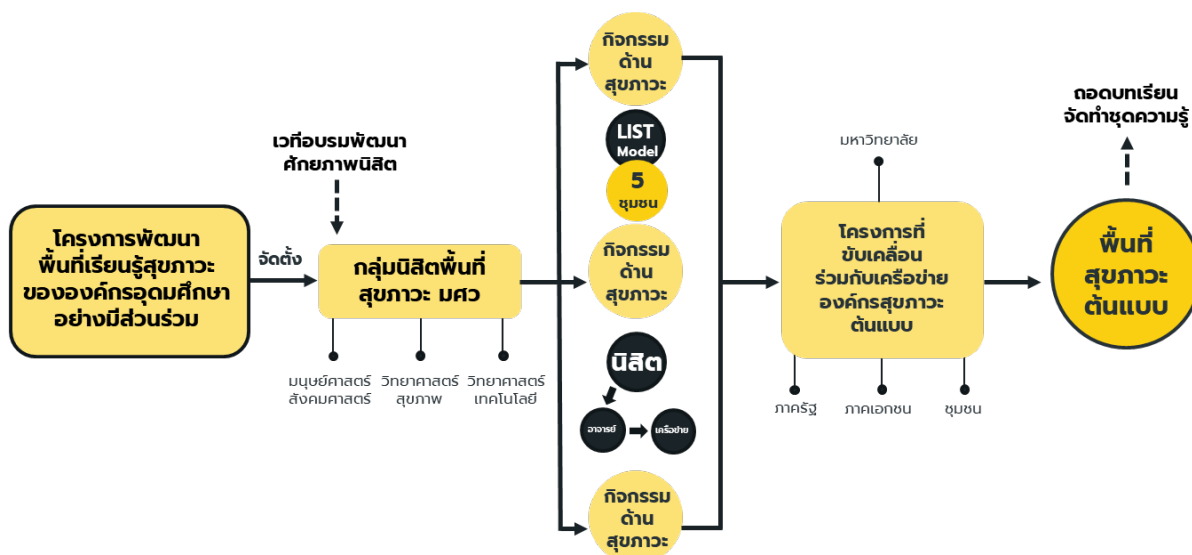 โครงการพัฒนา
พื้นที่เรียนรู้สุขภาวะ
ขององค์กรอุดมศึกษา
อย่างมีส่วนร่วม
จัดตั้ง
เวทีอบรมพัฒนา
ศักยภาพนิสิต
กลุ่มนิสิตพื้นที่
สุขภาวะ มศว
มนุษย์ศาสตร์
สังคมศาสตร์
วิทยาศาสตร์
สุขภาพ
วิทยาศาสตร์
เทคโนโลยี
กิจกรรม
ด้าน
สุขภาวะ
LIST
Model
5
ชุมชน
กิจกรรม
ด้าน
สุขภาวะ
นิสิต
อาจารย์
เครือข่าย
กิจกรรม
ด้าน
สุขภาวะ
มหาวิทยาลัย
โครงการที่
ขับเคลื่อน
ร่วมกับเครือข่าย
องค์กรสุขภาวะ
ต้นแบบ
ภาครัฐ
ภาคเอกชน
ชุมชน
ถอดบทเรียน
จัดทำชุดความรู้
พื้นที่
สุขภาวะ
ต้นแบบ